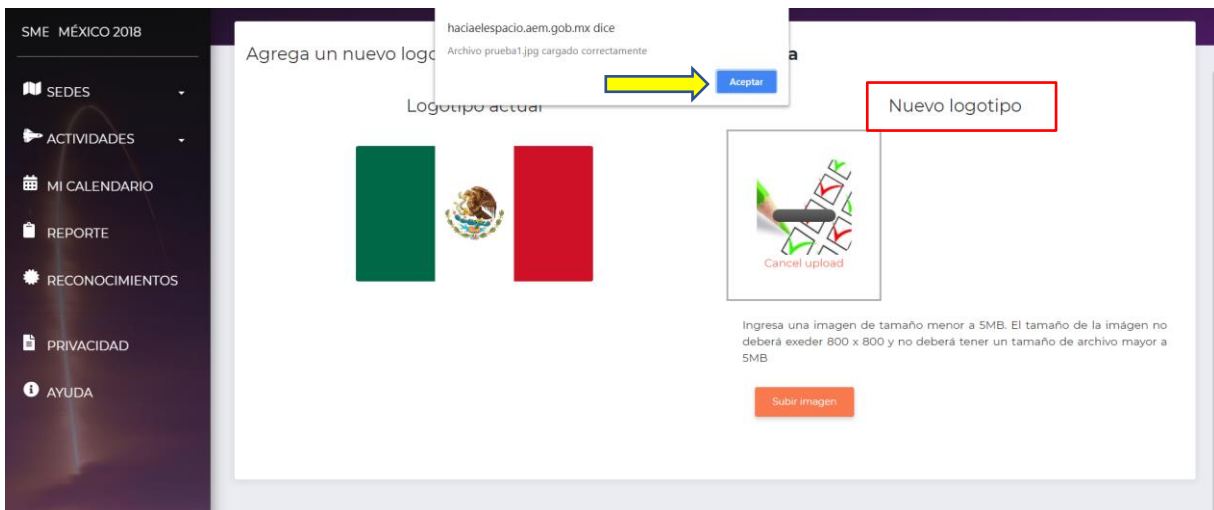 SME MÉXICO 2018
SEDES
ACTIVIDADES
MI CALENDARIO
REPORTE
RECONOCIMIENTOS
PRIVACIDAD
AYUDA
haciaelespacio.aem.gob.mx dice
Archivo prueba1.jpg cargado correctamente
Aceptar
Agrega un nuevo logo
a
Logotipo actual
Nuevo logotipo
Cancel upload
Ingresa una imagen de tamaño menor a 5MB. El tamaño de la imágen no
deberá exeder 800 x 800 y no deberá tener un tamaño de archivo mayor a
5MB
Subir imagen